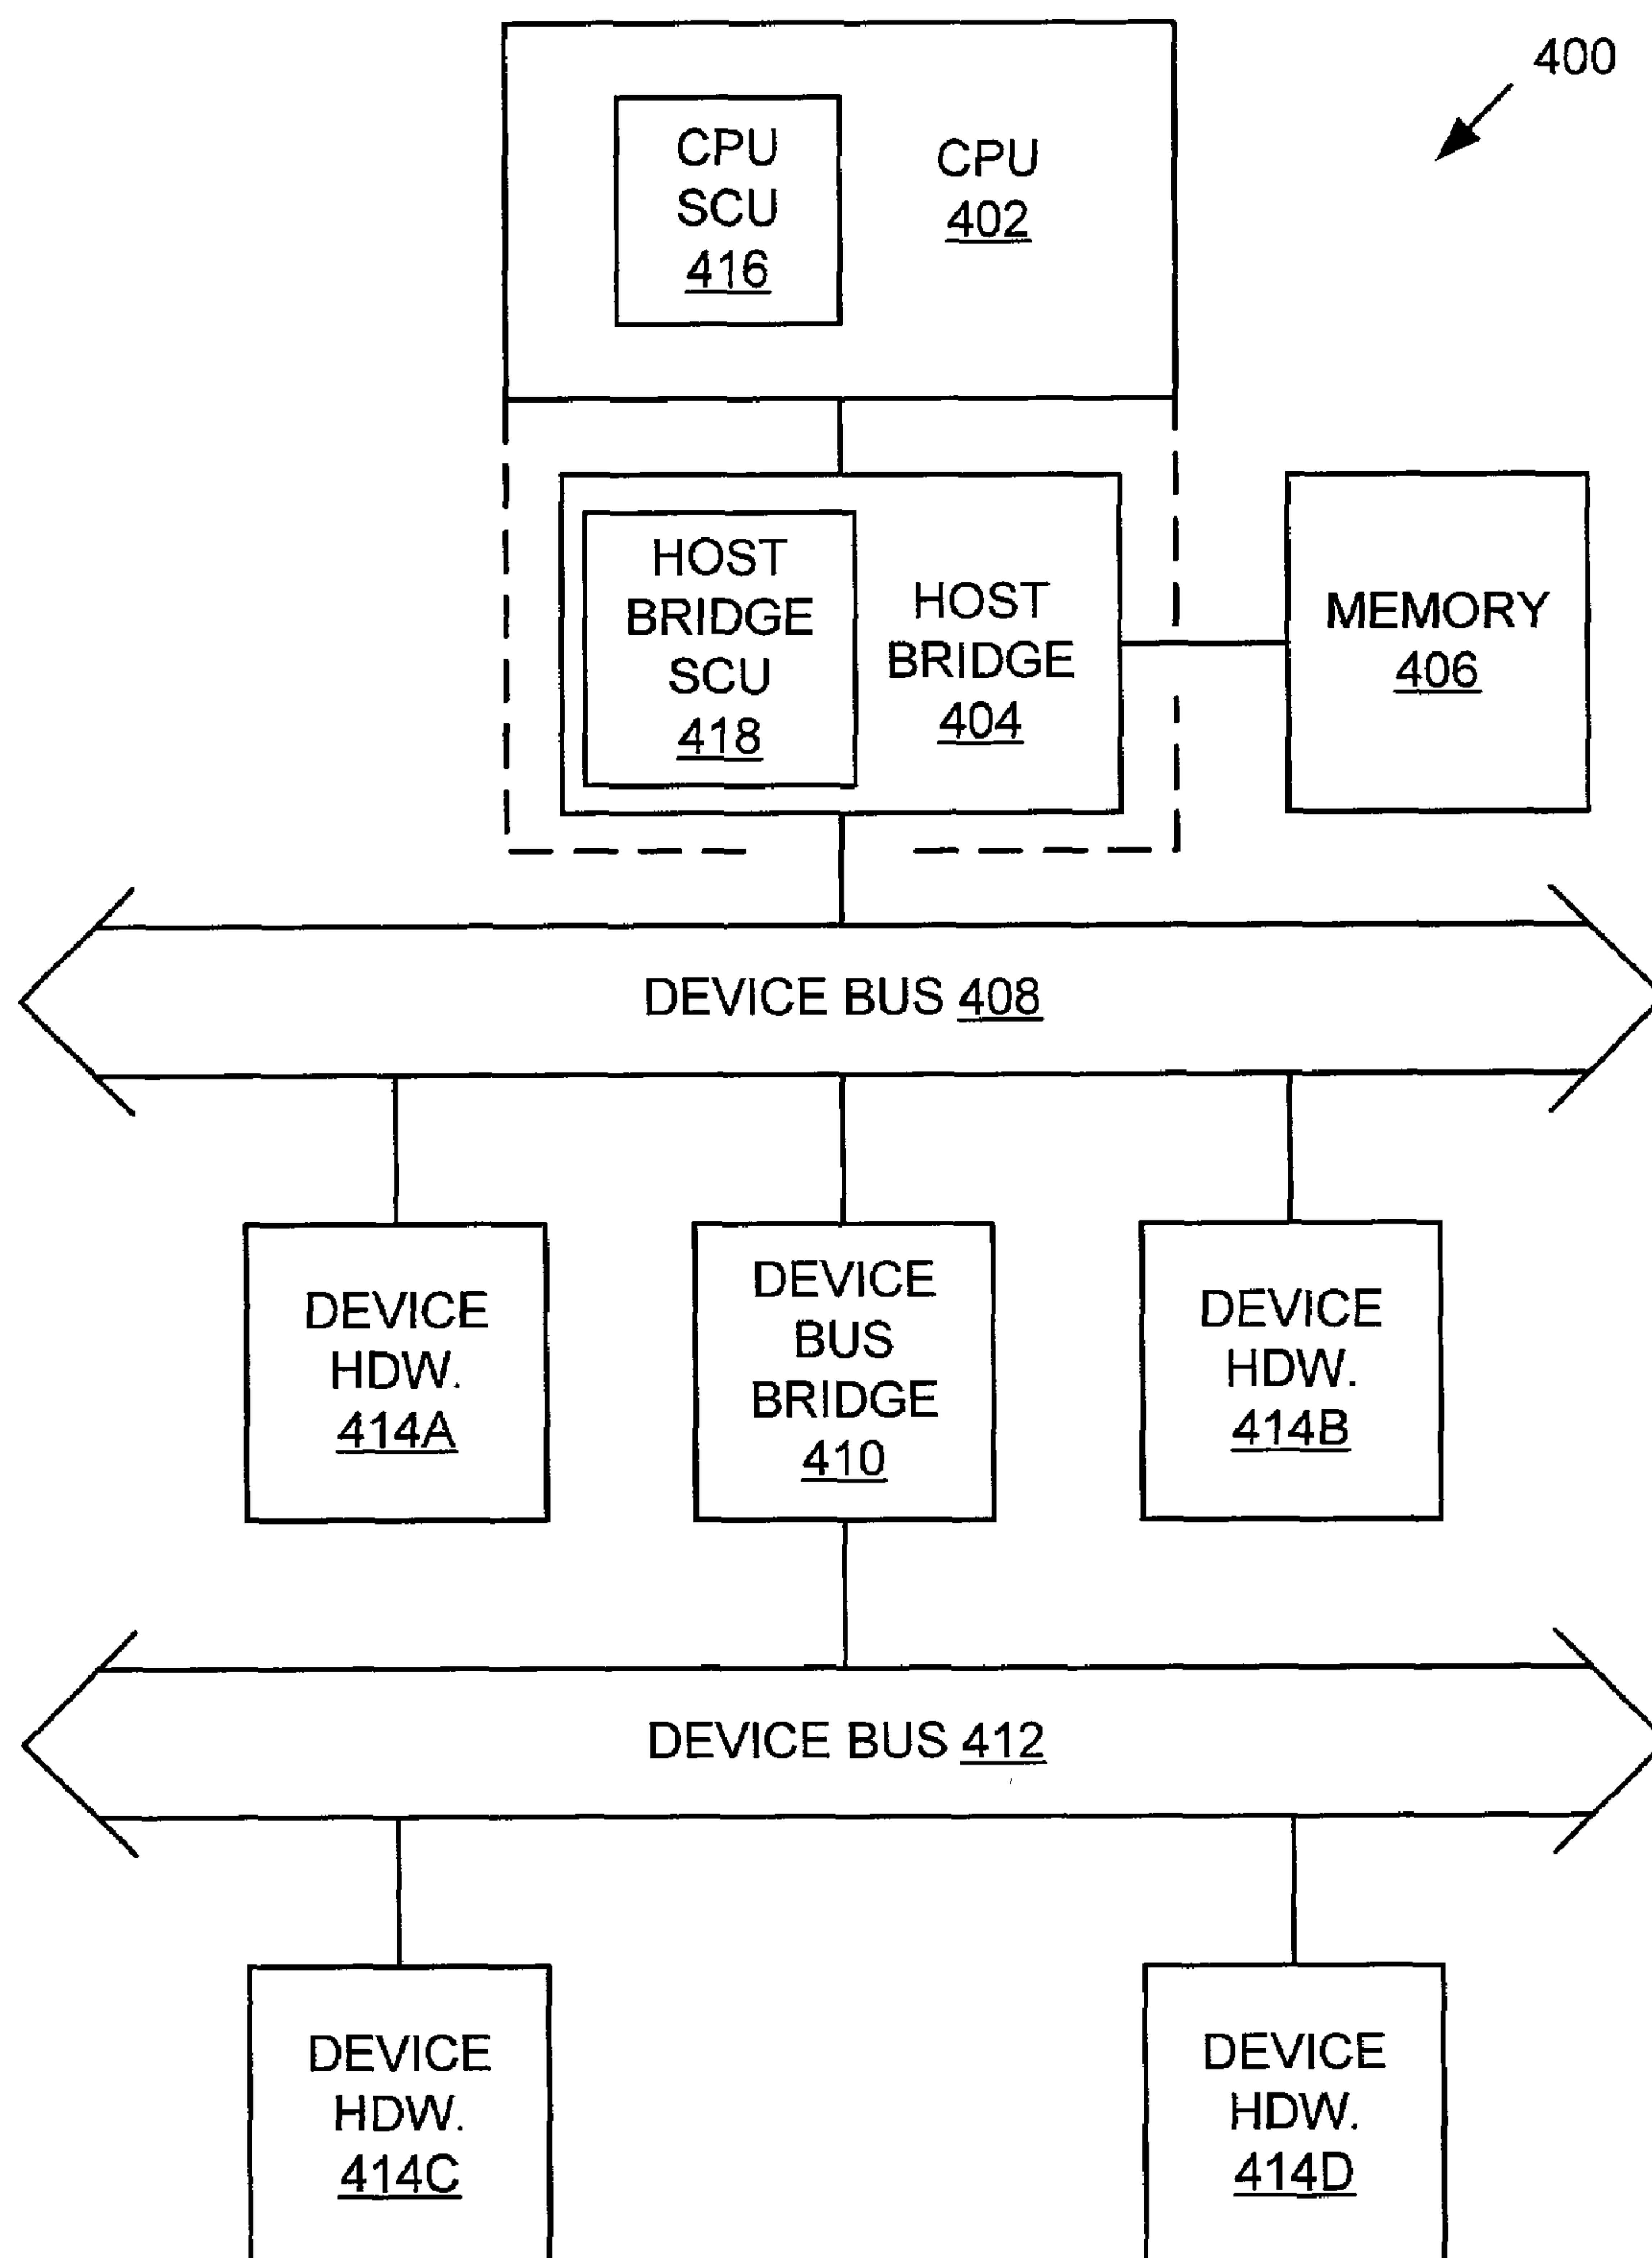 400
CPU
SCU
416
CPU
402
HOST
BRIDGE
SCU
418
HOST
BRIDGE
404
MEMORY
406
DEVICE BUS 408
DEVICE
HDW.
414A
DEVICE
BUS
BRIDGE
410
DEVICE
HDW.
414B
DEVICE BUS 412
DEVICE
HDW.
414C
DEVICE
HDW.
414D